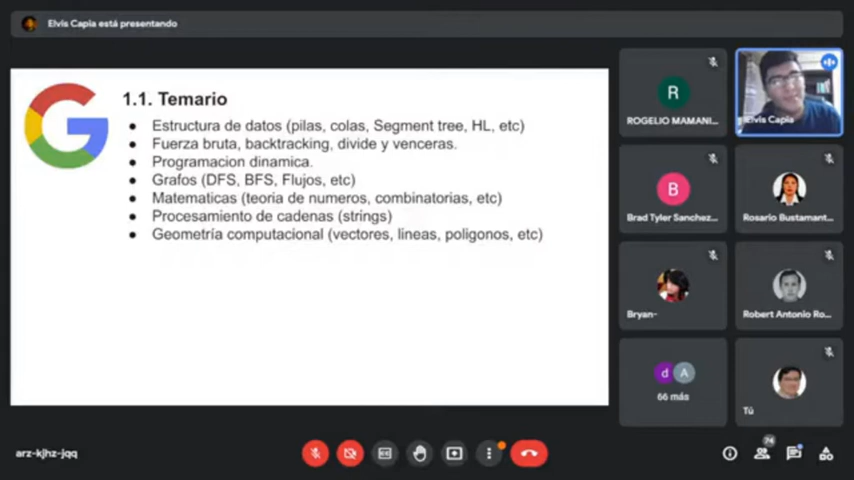 Elvis Capia está presentando
1.1. Temario
Estructura de datos (pilas, colas, Segment tree, HL, etc)
Fuerza bruta, backtracking, divide y venceras.
Programacion dinamica.
Grafos (DFS, BFS, Flujos, etc)
Matematicas (teoria de numeros, combinatorias, etc)
Procesamiento de cadenas (strings)
Geometría computacional (vectores, lineas, poligonos, etc)
R
ROGELIO MAMANI...
Elvis Capia
B
Brad Tyler Sanchez...
Rosario Bustamant...
Bryan-
Robert Antonio Ro...
d A
66 más
Tú
arz-kjhz-jqq
74